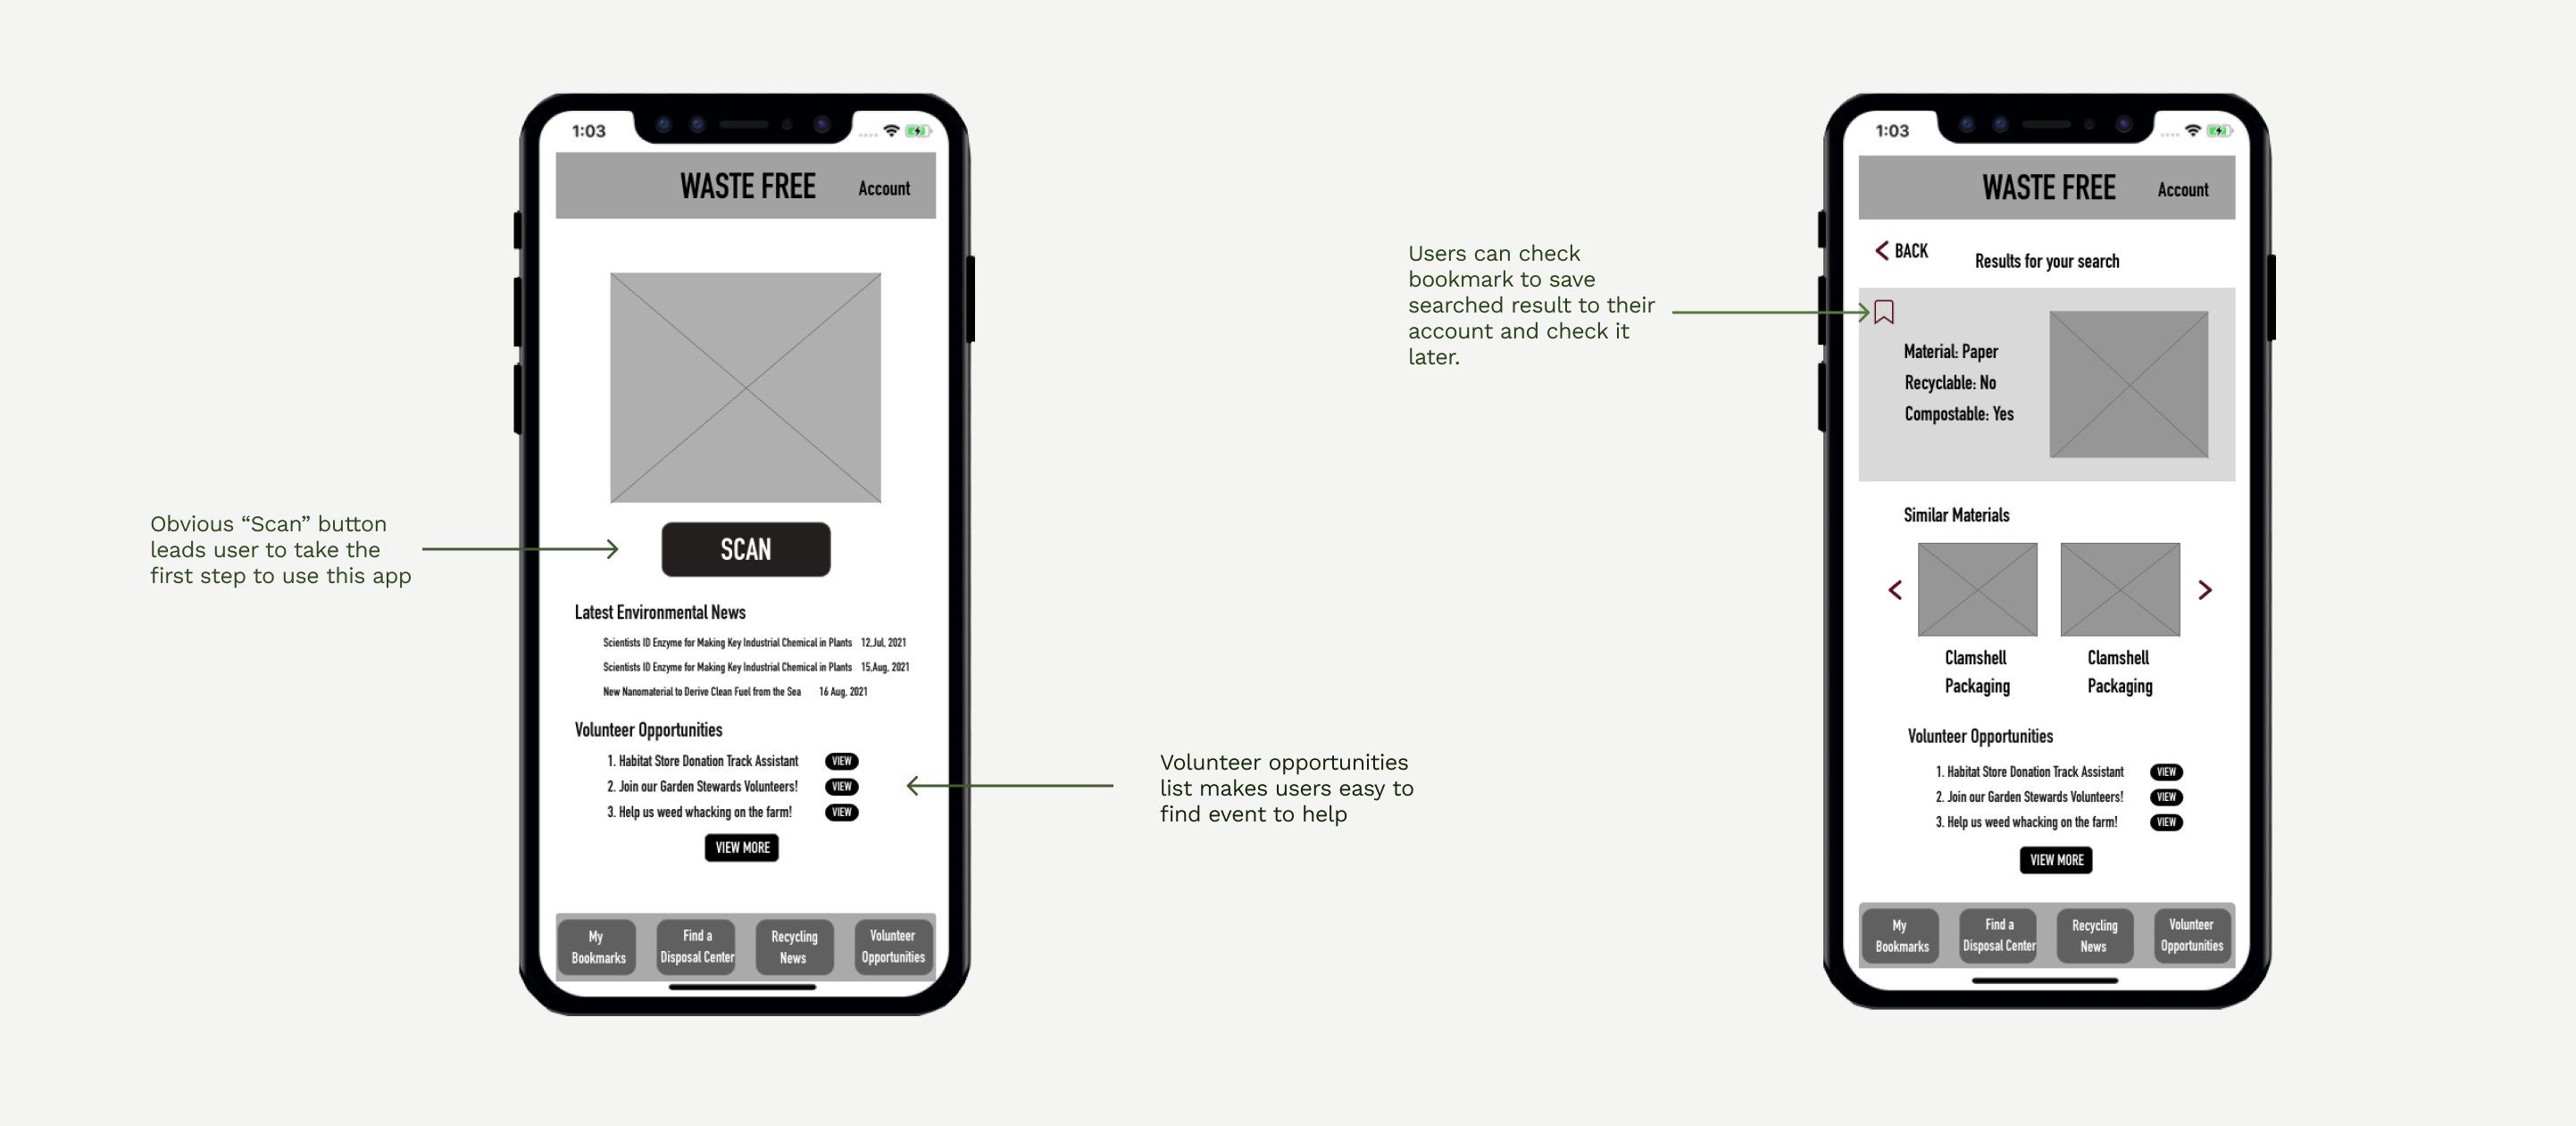 1:03
WASTE FREE
Account
Obvious “Scan” button
leads user to take the
first step to use this app
SCAN
Latest Environmental News
Scientists ID Enzyme for Making Key Industrial Chemical in Plants 12,Jul, 2021
Scientists ID Enzyme for Making Key Industrial Chemical in Plants 15,Aug. 2021
New Nanomaterial to Derive Clean Fuel from the Sea 16 Aug. 2021
Volunteer Opportunities
1. Habitat Store Donation Track Assistant VIEW
2. Join our Garden Stewards Volunteers! VIEW
3. Help us weed whacking on the farm! VIEW
VIEW MORE
My
Bookmarks
Find a
Disposal Center
Recycling
News
Volunteer
Opportunities
Volunteer opportunities
list makes users easy to
find event to help
Users can check
bookmark to save
searched result to their
account and check it
later.
1:03
WASTE FREE
Account
BACK
Results for your search
Material: Paper
Recyclable: No
Compostable: Yes
Similar Materials
Clamshell
Packaging
Clamshell
Packaging
Volunteer Opportunities
1. Habitat Store Donation Track Assistant VIEW
2. Join our Garden Stewards Volunteers! VIEW
3. Help us weed whacking on the farm! VIEW
VIEW MORE
My
Bookmarks
Find a
Disposal Center
Recycling
News
Volunteer
Opportunities